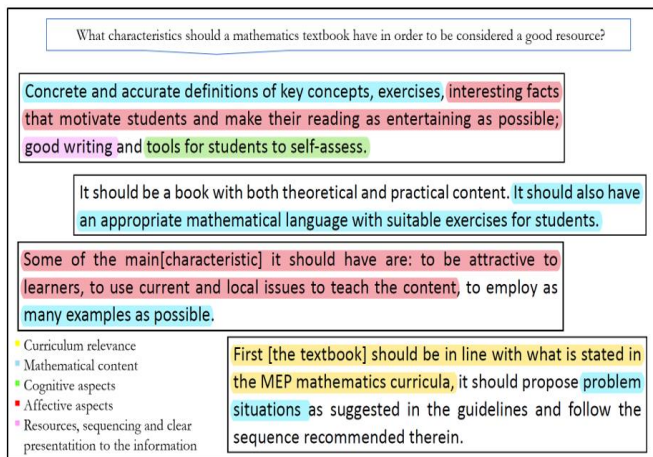 What characteristics should a mathematics textbook have in order to be considered a good resource?
Concrete and accurate definitions of key concepts, exercises, interesting facts
that motivate students and make their reading as entertaining as possible;
good writing and tools for students to self-assess.
It should be a book with both theoretical and practical content. It should also have
an appropriate mathematical language with suitable exercises for students.
Some of the main[characteristic] it should have are: to be attractive to
learners, to use current and local issues to teach the content, to employ as
many examples as possible.
Curriculum relevance
Mathematical content
Cognitive aspects
Affective aspects
Resources, sequencing and clear
presentatition to the information
First [the textbook] should be in line with what is stated in
the MEP mathematics curricula, it should propose problem
situations as suggested in the guidelines and follow the
sequence recommended therein.